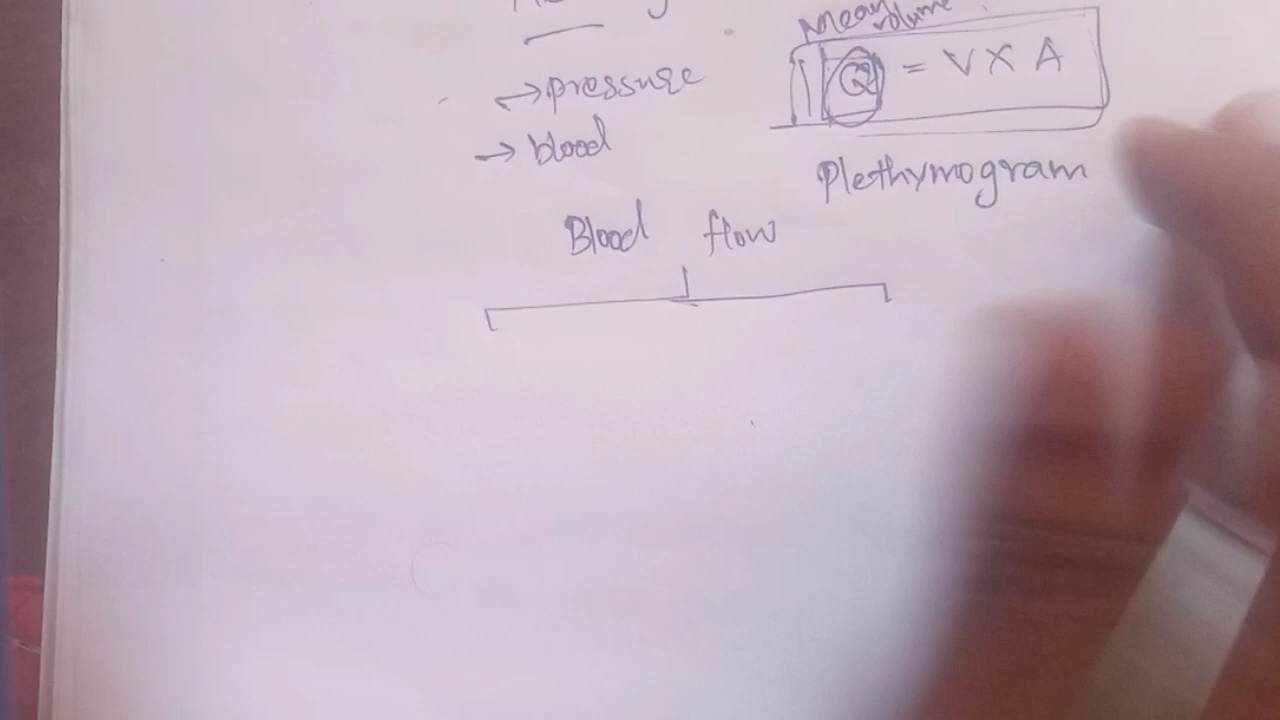 Mean volume
→ pressure
Q = V X A
→ blood
Plethymogram
Blood flow